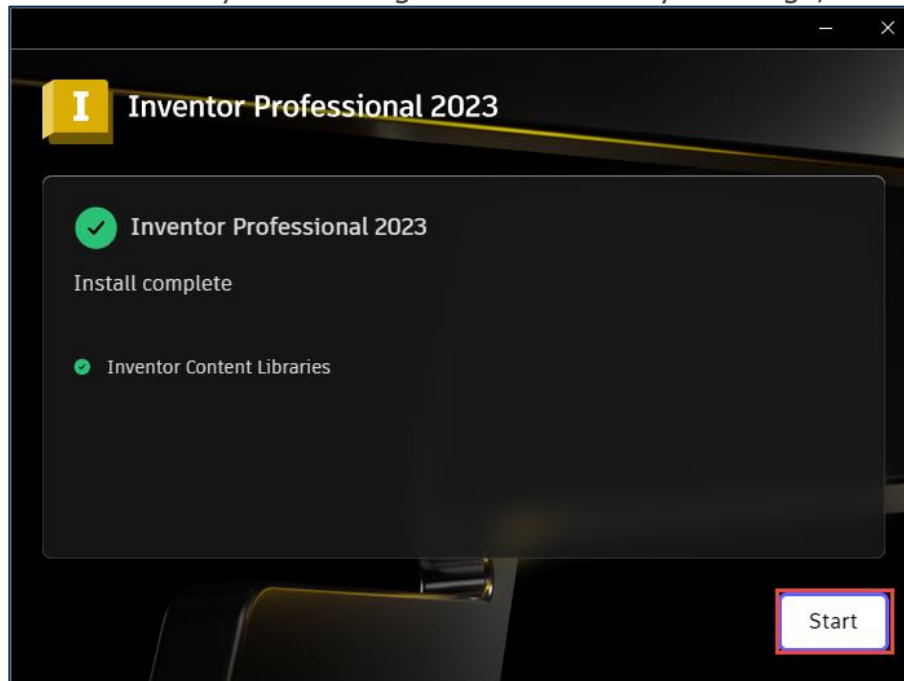 I
Inventor Professional 2023
Inventor Professional 2023
Install complete
Inventor Content Libraries
Start